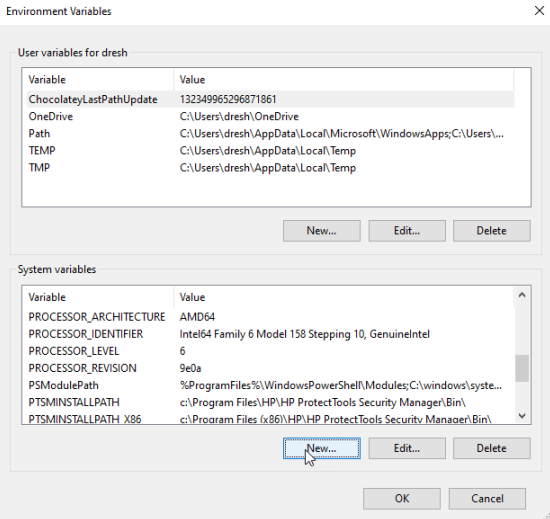 Environment Variables
User variables for dresh
Variable Value
ChocolateyLastPathUpdate 132349965296871861
OneDrive C:\Users\dresh\OneDrive
Path C:\Users\dresh\AppData\Local\Microsoft\WindowsApps;C:\Users\...
TEMP C:\Users\dresh\AppData\Local\Temp
TMP C:\Users\dresh\AppData\Local\Temp
New... Edit... Delete
System variables
Variable Value
PROCESSOR_ARCHITECTURE AMD64
PROCESSOR_IDENTIFIER Intel64 Family 6 Model 158 Stepping 10, GenuineIntel
PROCESSOR_LEVEL 6
PROCESSOR_REVISION 9e0a
PSModulePath %ProgramFiles%\WindowsPowerShell\Modules;C:\windows\syste...
PTSMINSTALLPATH c:\Program Files\HP\HP ProtectTools Security Manager\Bin\
PTSMINSTALLPATH_X86 c:\Program Files (x86)\HP\HP ProtectTools Security Manager\Bin\
New... Edit... Delete
OK Cancel